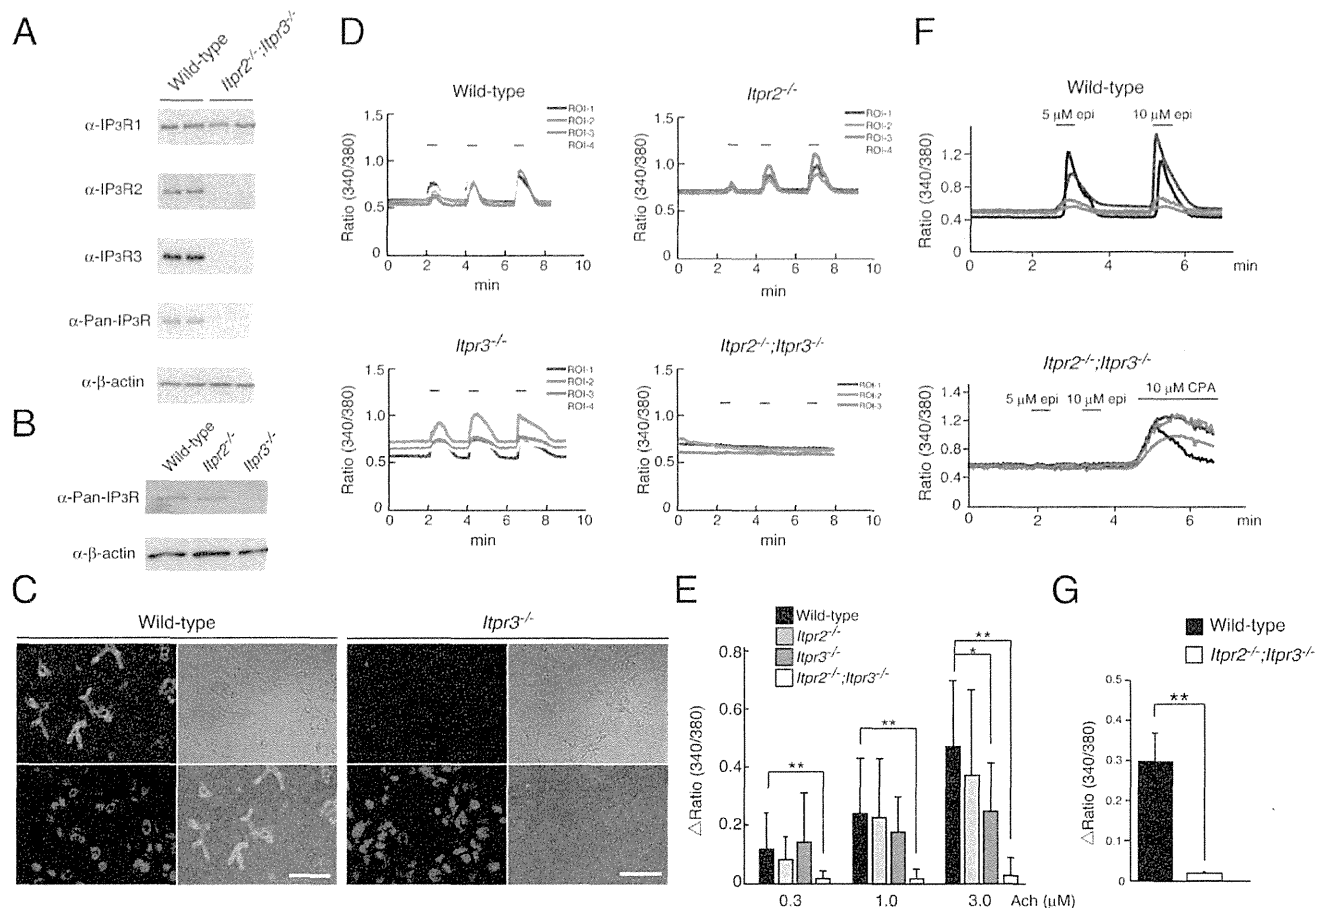 A
Wild-type
Itpr2-/-;Itpr3-/-
α-IP3R1
α-IP3R2
α-IP3R3
α-Pan-IP3R
α-β-actin
B
Wild-type
Itpr2-/-
Itpr3-/-
α-Pan-IP3R
α-β-actin
C
Wild-type
Itpr3-/-
D
Wild-type
Ratio (340/380)
1.5
1.0
0.5
0
0 2 4 6 8 10
min
ROI-1
ROI-2
ROI-3
ROI-4
Itpr2-/-
Ratio (340/380)
1.5
1.0
0.5
0
0 2 4 6 8 10
min
ROI-1
ROI-2
ROI-3
ROI-4
Itpr3-/-
Ratio (340/380)
1.5
1.0
0.5
0
0 2 4 6 8 10
min
ROI-1
ROI-2
ROI-3
ROI-4
Itpr2-/-;Itpr3-/-
Ratio (340/380)
1.5
1.0
0.5
0
0 2 4 6 8 10
min
ROI-1
ROI-2
ROI-3
E
Wild-type
Itpr2-/-
Itpr3-/-
Itpr2-/-;Itpr3-/-
△Ratio (340/380)
0.8
0.6
0.4
0.2
0
**
**
**
*
0.3 1.0 3.0 Ach (μM)
F
Wild-type
5 μM epi 10 μM epi
Ratio (340/380)
1.2
0.8
0.4
0
0 2 4 6 min
Itpr2-/-;Itpr3-/-
10 μM CPA
5 μM epi 10 μM epi
Ratio (340/380)
1.4
1.2
0.8
0.4
0
0 2 4 6 min
G
Wild-type
Itpr2-/-;Itpr3-/-
△Ratio (340/380)
0.5
0.4
0.3
0.2
0.1
0
**